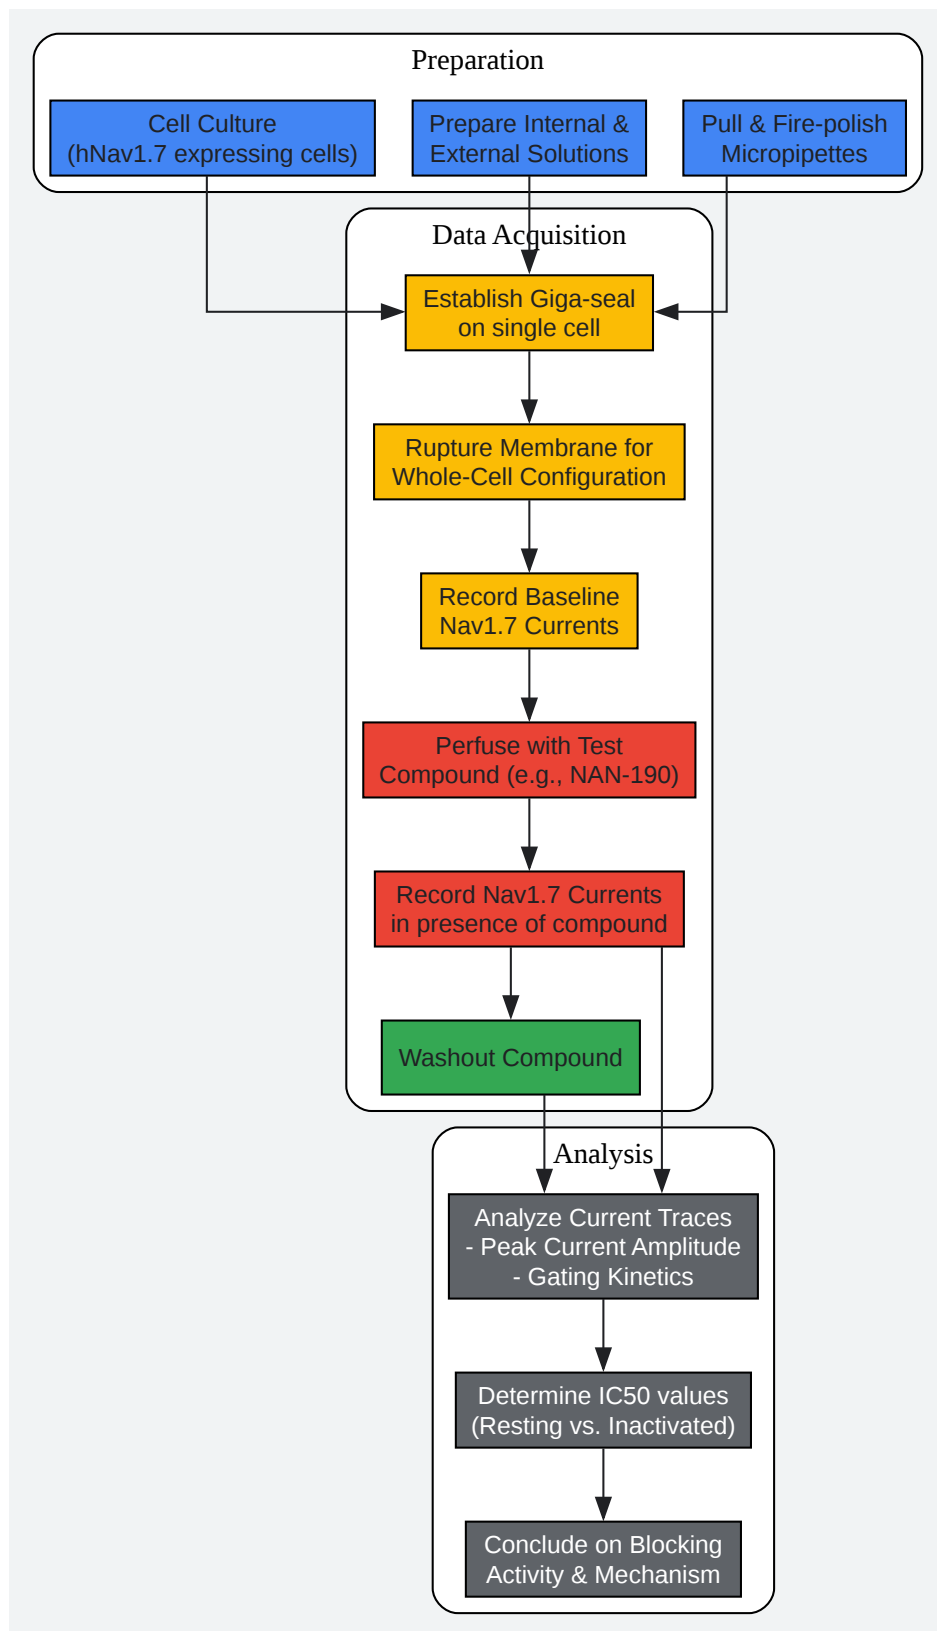 Preparation
Cell Culture
(hNav1.7 expressing cells)
Prepare Internal &
External Solutions
Pull & Fire-polish
Micropipettes
Data Acquisition
Establish Giga-seal
on single cell
Rupture Membrane for
Whole-Cell Configuration
Record Baseline
Nav1.7 Currents
Perfuse with Test
Compound (e.g., NAN-190)
Record Nav1.7 Currents
in presence of compound
Washout Compound
Analysis
Analyze Current Traces
- Peak Current Amplitude
- Gating Kinetics
Determine IC50 values
(Resting vs. Inactivated)
Conclude on Blocking
Activity & Mechanism